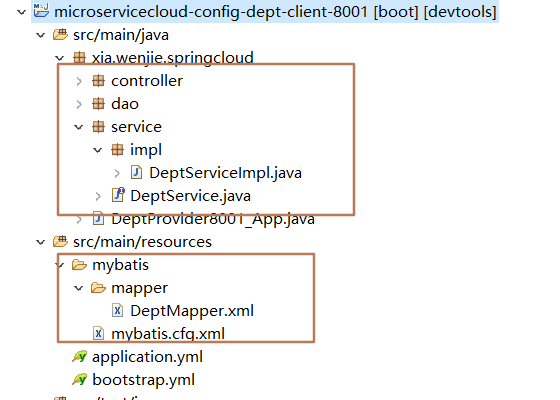 microservicecloud-config-dept-client-8001 [boot] [devtools]
src/main/java
xia.wenjie.springcloud
controller
dao
service
impl
DeptServiceImpl.java
DeptService.java
DeptProvider8001_App.java
src/main/resources
mybatis
mapper
DeptMapper.xml
mybatis.cfg.xml
application.yml
bootstrap.yml